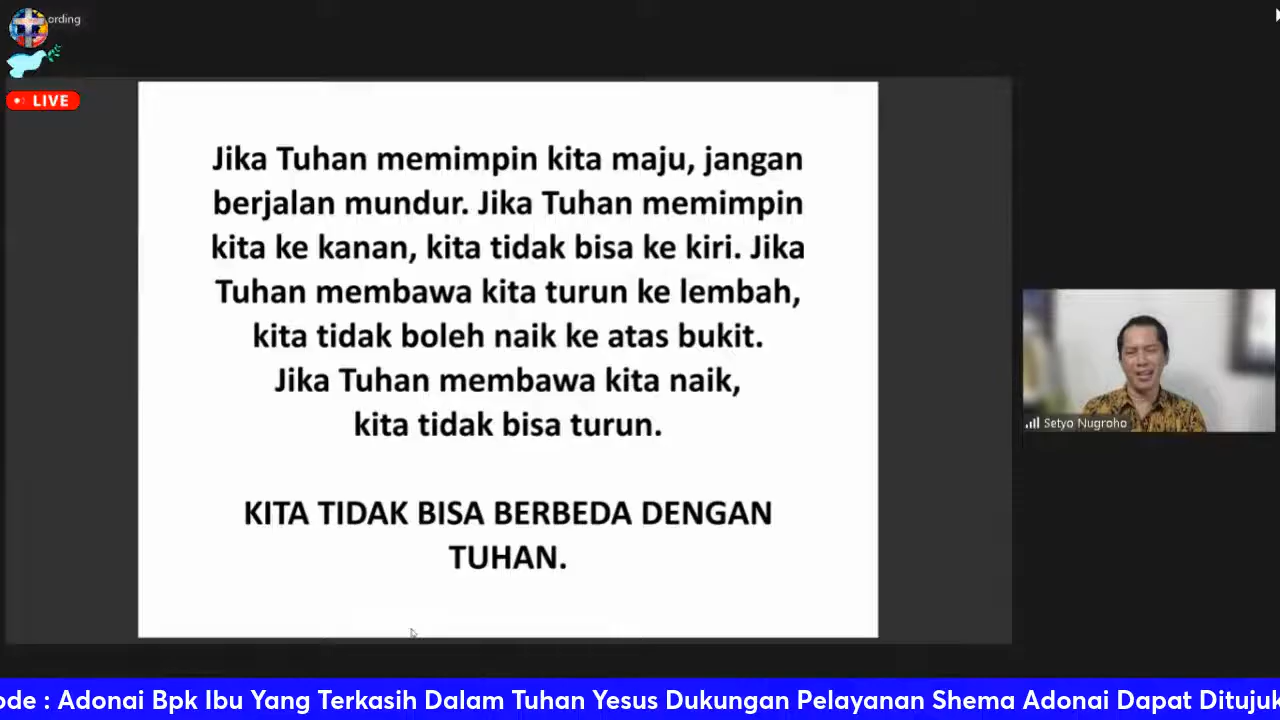 ording
LIVE
Jika Tuhan memimpin kita maju, jangan
berjalan mundur. Jika Tuhan memimpin
kita ke kanan, kita tidak bisa ke kiri. Jika
Tuhan membawa kita turun ke lembah,
kita tidak boleh naik ke atas bukit.
Jika Tuhan membawa kita naik,
kita tidak bisa turun.
KITA TIDAK BISA BERBEDA DENGAN
TUHAN.
Setyo Nugroho
ode : Adonai Bpk Ibu Yang Terkasih Dalam Tuhan Yesus Dukungan Pelayanan Shema Adonai Dapat Ditujuk